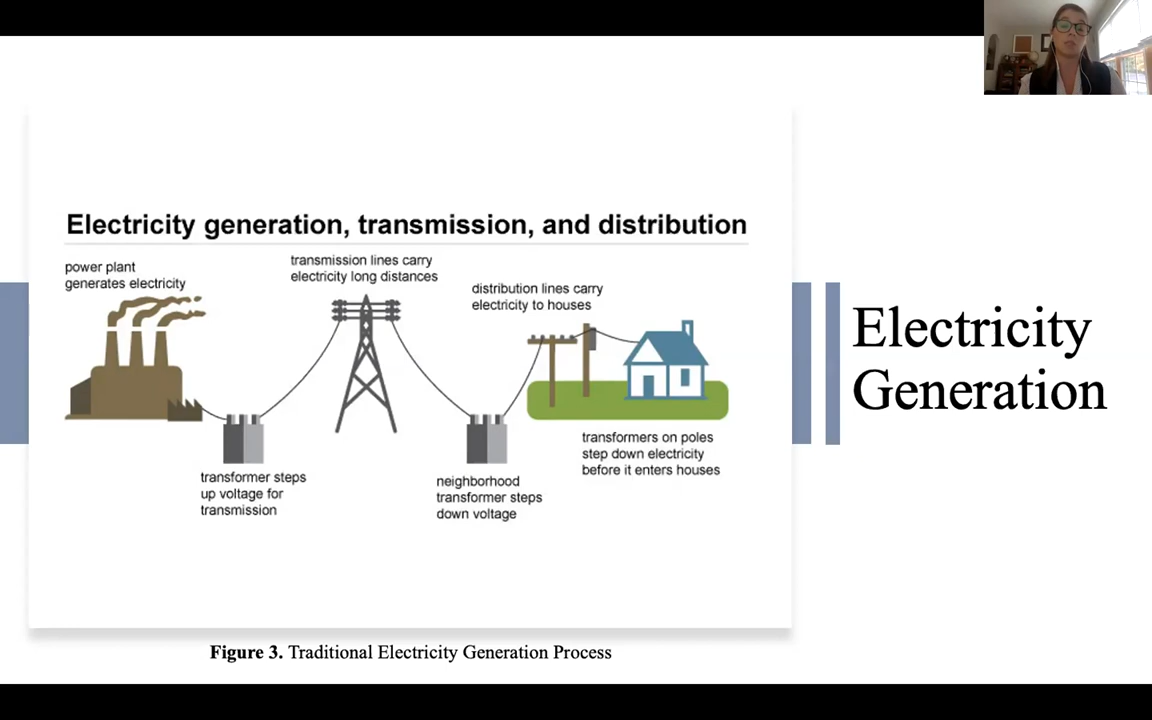 Electricity generation, transmission, and distribution
power plant
generates electricity
transmission lines carry
electricity long distances
distribution lines carry
electricity to houses
transformer steps
up voltage for
transmission
neighborhood
transformer steps
down voltage
transformers on poles
step down electricity
before it enters houses
Figure 3. Traditional Electricity Generation Process
Electricity
Generation